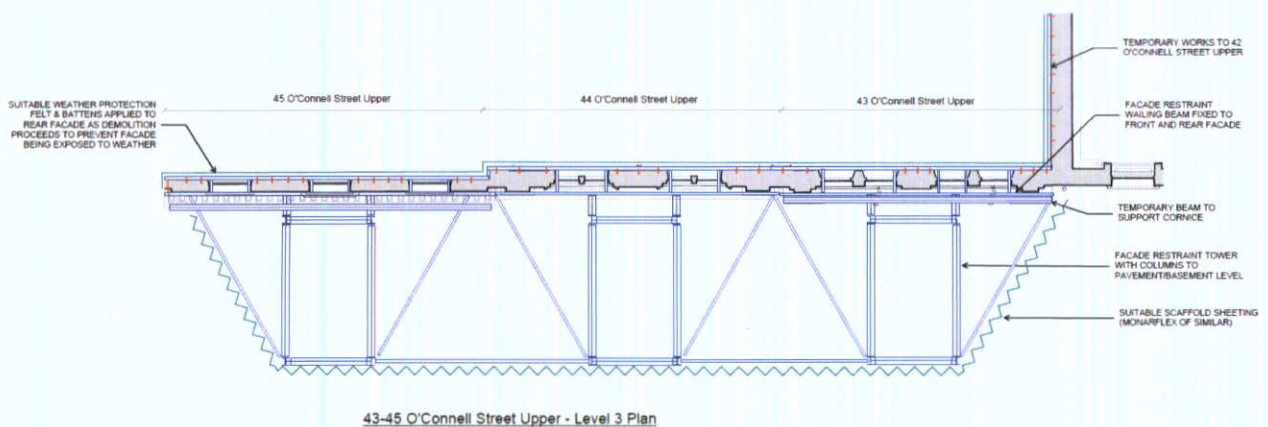 TEMPORARY WORKS TO 42
O'CONNELL STREET UPPER
SUITABLE WEATHER PROTECTION
FELT & BATTENS APPLIED TO
REAR FACADE AS DEMOLITION
PROCEEDS TO PREVENT FACADE
BEING EXPOSED TO WEATHER
45 O'Connell Street Upper
44 O'Connell Street Upper
43 O'Connell Street Upper
FACADE RESTRAINT
WAILING BEAM FIXED TO
FRONT AND REAR FACADE
TEMPORARY BEAM TO
SUPPORT CORNICE
FACADE RESTRAINT TOWER
WITH COLUMNS TO
PAVEMENT/BASEMENT LEVEL
SUITABLE SCAFFOLD SHEETING
(MONARFLEX OF SIMILAR)
43-45 O'Connell Street Upper - Level 3 Plan